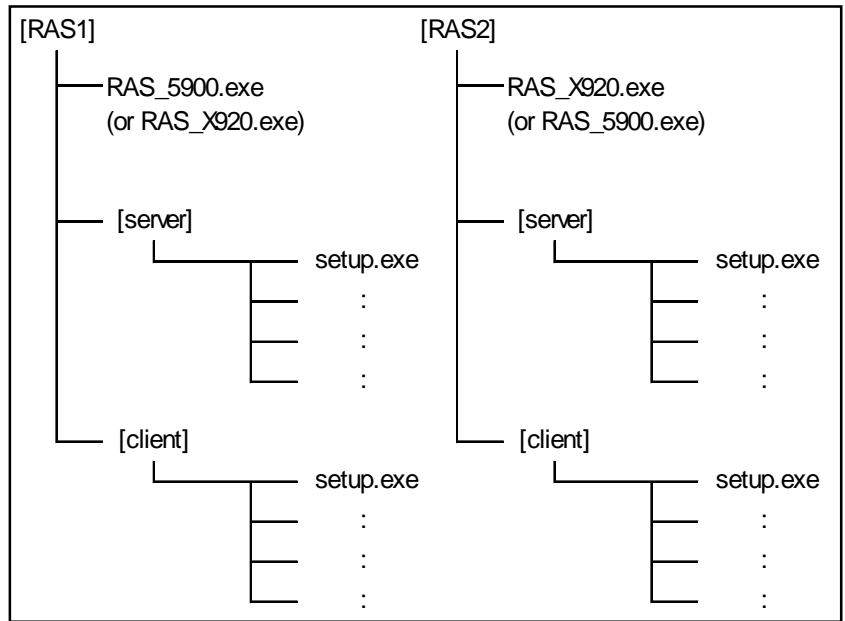 [RAS1]
RAS_5900.exe
(or RAS_X920.exe)
[server]
setup.exe
:
:
:
[client]
setup.exe
:
:
:
[RAS2]
RAS_X920.exe
(or RAS_5900.exe)
[server]
setup.exe
:
:
:
[client]
setup.exe
:
:
: